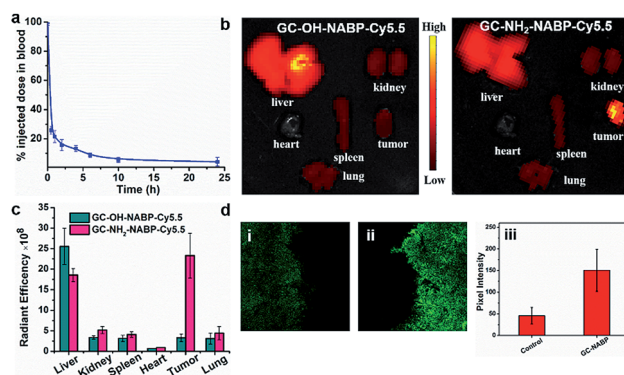 a
% injected dose in blood
100
80
60
40
20
0 5 10 15 20 25
Time (h)
b
GC-OH-NABP-Cy5.5
liver
kidney
heart
spleen
tumor
lung
High
Low
GC-NH₂-NABP-Cy5.5
liver
kidney
heart
spleen
tumor
lung
c
Radiant Efficency ×10⁸
GC-OH-NABP-Cy5.5
GC-NH₂-NABP-Cy5.5
35
30
25
20
15
10
5
0
Liver Kidney Spleen Heart Tumor Lung
d
i
ii
iii
Pixel Intensity
250
200
150
100
50
0
Control GC-NABP